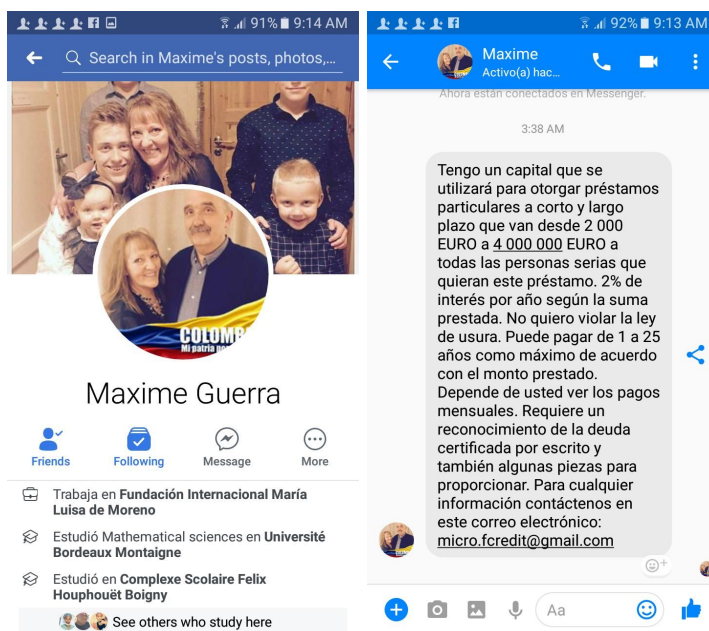 91% 9:14 AM
Search in Maxime's posts, photos,...
COLOMB
Mi patria
Maxime Guerra
Friends
Following
Message
More
Trabaja en Fundación Internacional María
Luisa de Moreno
Estudió Mathematical sciences en Université
Bordeaux Montaigne
Estudió en Complexe Scolaire Felix
Houphouët Boigny
See others who study here
92% 9:13 AM
Maxime
Activo(a) hac...
Ahora están conectados en Messenger.
3:38 AM
Tengo un capital que se
utilizará para otorgar préstamos
particulares a corto y largo
plazo que van desde 2 000
EURO a 4 000 000 EURO a
todas las personas serias que
quieran este préstamo. 2% de
interés por año según la suma
prestada. No quiero violar la ley
de usura. Puede pagar de 1 a 25
años como máximo de acuerdo
con el monto prestado.
Depende de usted ver los pagos
mensuales. Requiere un
reconocimiento de la deuda
certificada por escrito y
también algunas piezas para
proporcionar. Para cualquier
información contáctenos en
este correo electrónico:
micro.fcredit@gmail.com
Aa